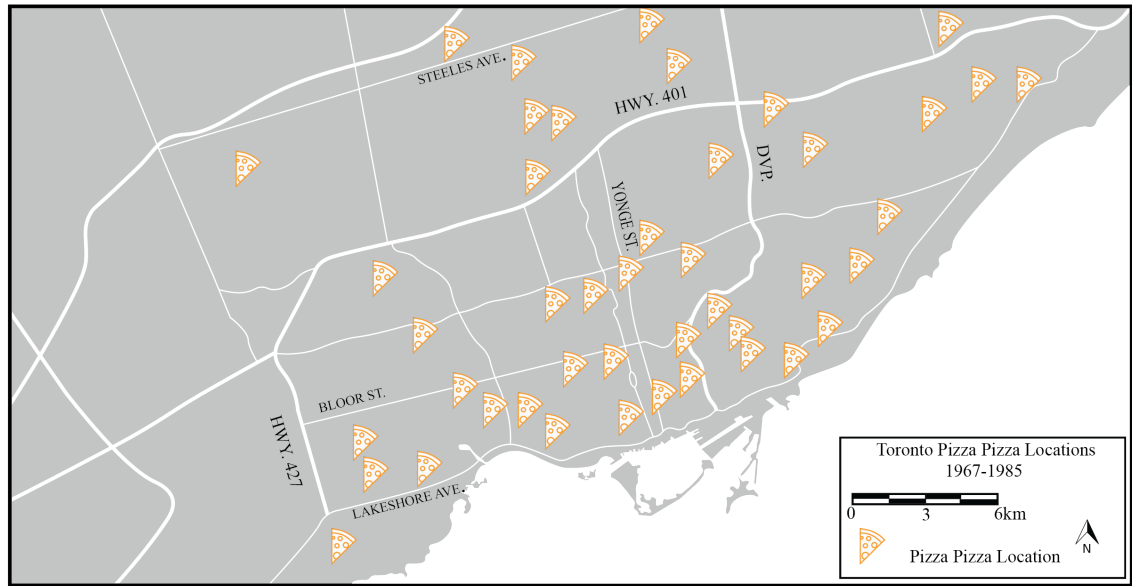 STEELES AVE.
HWY. 401
DVP.
YONGE ST.
BLOOR ST.
HWY. 427
LAKESHORE AVE.
Toronto Pizza Pizza Locations
1967-1985
0 3 6km
Pizza Pizza Location
N